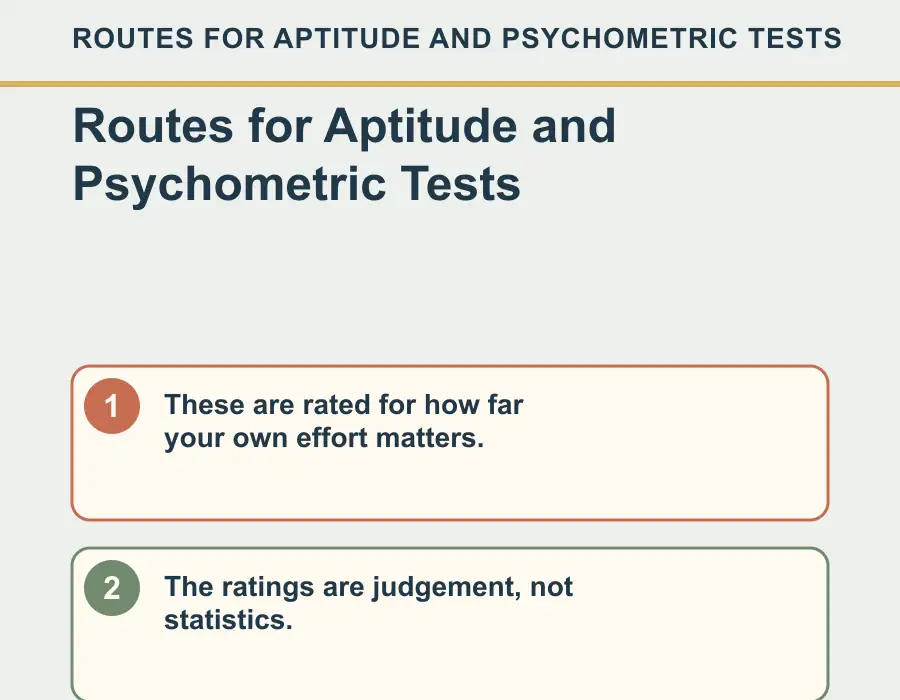 ROUTES FOR APTITUDE AND PSYCHOMETRIC TESTS
Routes for Aptitude and
Psychometric Tests
1
These are rated for how far
your own effort matters.
2
The ratings are judgement, not
statistics.